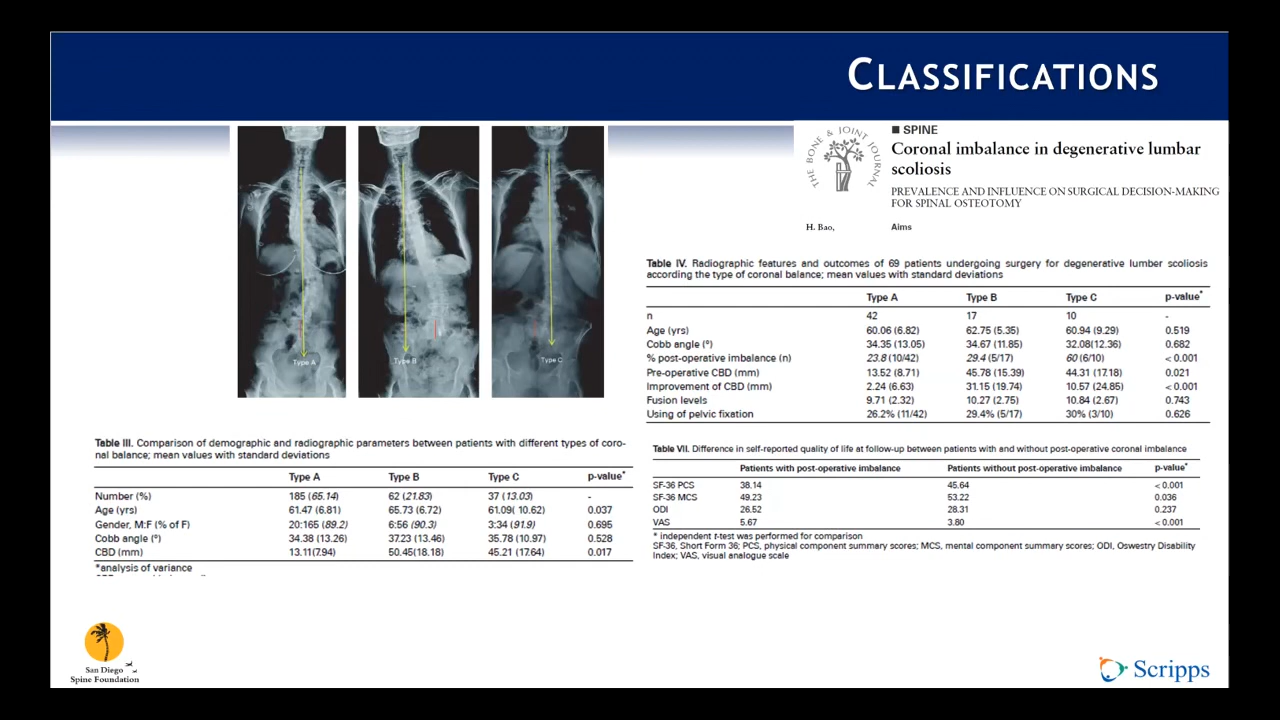 CLASSIFICATIONS
THE BONE & JOINT JOURNAL
■ SPINE
Coronal imbalance in degenerative lumbar
scoliosis
PREVALENCE AND INFLUENCE ON SURGICAL DECISION-MAKING
FOR SPINAL OSTEOTOMY
H. Bao,
Aims
Type A
Type B
Type C
Table IV. Radiographic features and outcomes of 69 patients undergoing surgery for degenerative lumber scoliosis
according the type of coronal balance; mean values with standard deviations
Type A Type B Type C p-value*
n 42 17 10 -
Age (yrs) 60.06 (6.82) 62.75 (5.35) 60.94 (9.29) 0.519
Cobb angle (°) 34.35 (13.05) 34.67 (11.85) 32.08(12.36) 0.682
% post-operative imbalance (n) 23.8 (10/42) 29.4 (5/17) 60 (6/10) < 0.001
Pre-operative CBD (mm) 13.52 (8.71) 45.78 (15.39) 44.31 (17.18) 0.021
Improvement of CBD (mm) 2.24 (6.63) 31.15 (19.74) 10.57 (24.85) < 0.001
Fusion levels 9.71 (2.32) 10.27 (2.75) 10.84 (2.67) 0.743
Using of pelvic fixation 26.2% (11/42) 29.4% (5/17) 30% (3/10) 0.626
Table III. Comparison of demographic and radiographic parameters between patients with different types of coro-
nal balance; mean values with standard deviations
Type A Type B Type C p-value*
Number (%) 185 (65.14) 62 (21.83) 37 (13.03) -
Age (yrs) 61.47 (6.81) 65.73 (6.72) 61.09( 10.62) 0.037
Gender, M:F (% of F) 20:165 (89.2) 6:56 (90.3) 3:34 (91.9) 0.695
Cobb angle (°) 34.38 (13.26) 37.23 (13.46) 35.78 (10.97) 0.528
CBD (mm) 13.11(7.94) 50.45(18.18) 45.21 (17.64) 0.017
*analysis of variance
Table VII. Difference in self-reported quality of life at follow-up between patients with and without post-operative coronal imbalance
Patients with post-operative imbalance Patients without post-operative imbalance p-value*
SF-36 PCS 38.14 45.64 < 0.001
SF-36 MCS 49.23 53.22 0.036
ODI 26.52 28.31 0.237
VAS 5.67 3.80 < 0.001
* independent t-test was performed for comparison
SF-36, Short Form 36; PCS, physical component summary scores; MCS, mental component summary scores; ODI, Oswestry Disability
Index; VAS, visual analogue scale
San Diego
Spine Foundation
Scripps